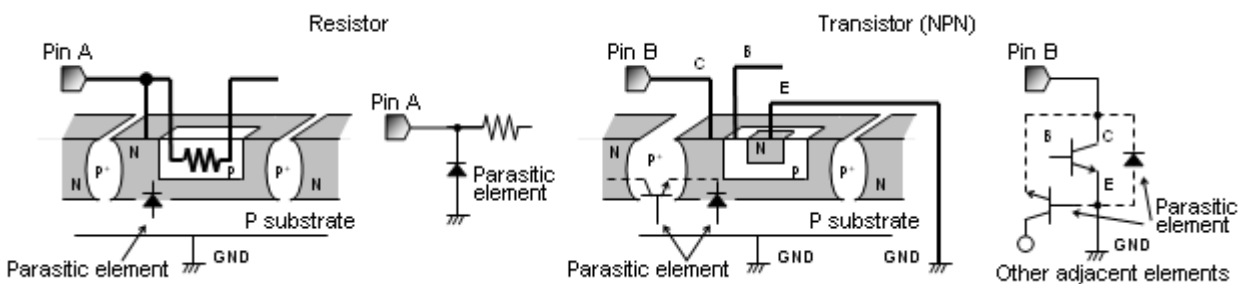 Resistor
Pin A
N
P
N
P+
P+
N
Parasitic element
P substrate
GND
Pin A
Parasitic
element
Transistor (NPN)
Pin B
C
B
E
N
P
N
P+
P+
N
N
Parasitic element
P substrate
GND
GND
Pin B
B
C
E
Parasitic
element
GND
Other adjacent elements